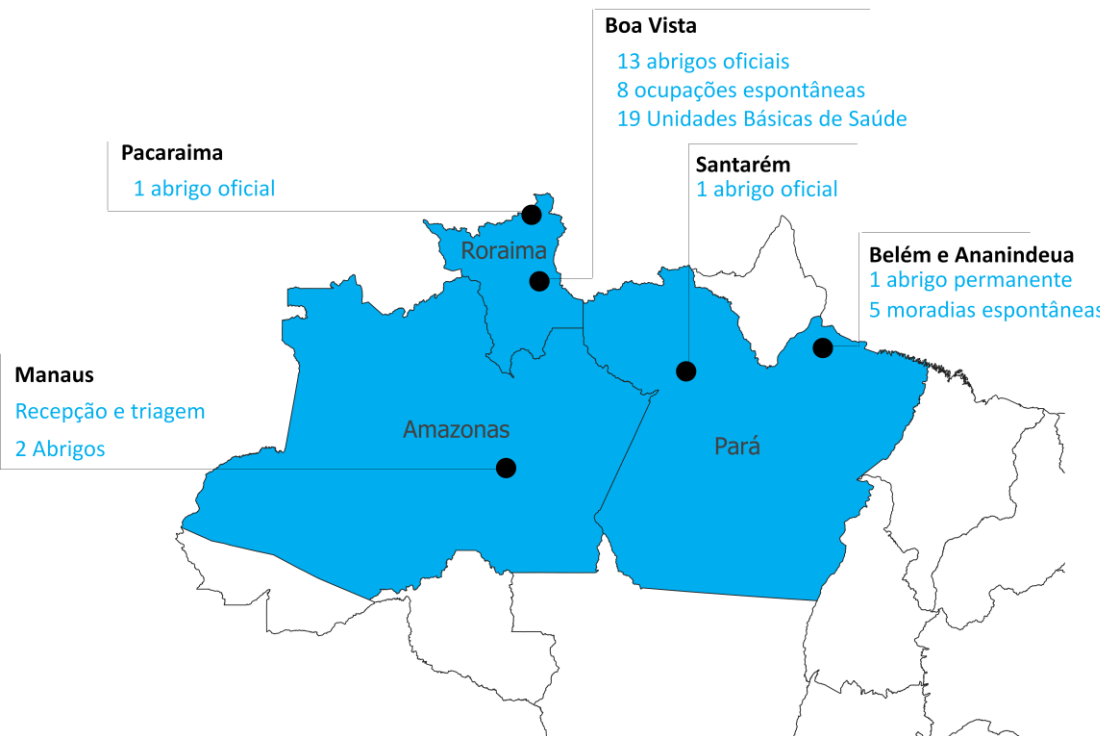 Boa Vista
13 abrigos oficiais
8 ocupações espontâneas
19 Unidades Básicas de Saúde
Pacaraima
1 abrigo oficial
Santarém
1 abrigo oficial
Roraima
Belém e Ananindeua
1 abrigo permanente
5 moradias espontâneas
Manaus
Recepção e triagem
2 Abrigos
Amazonas
Pará